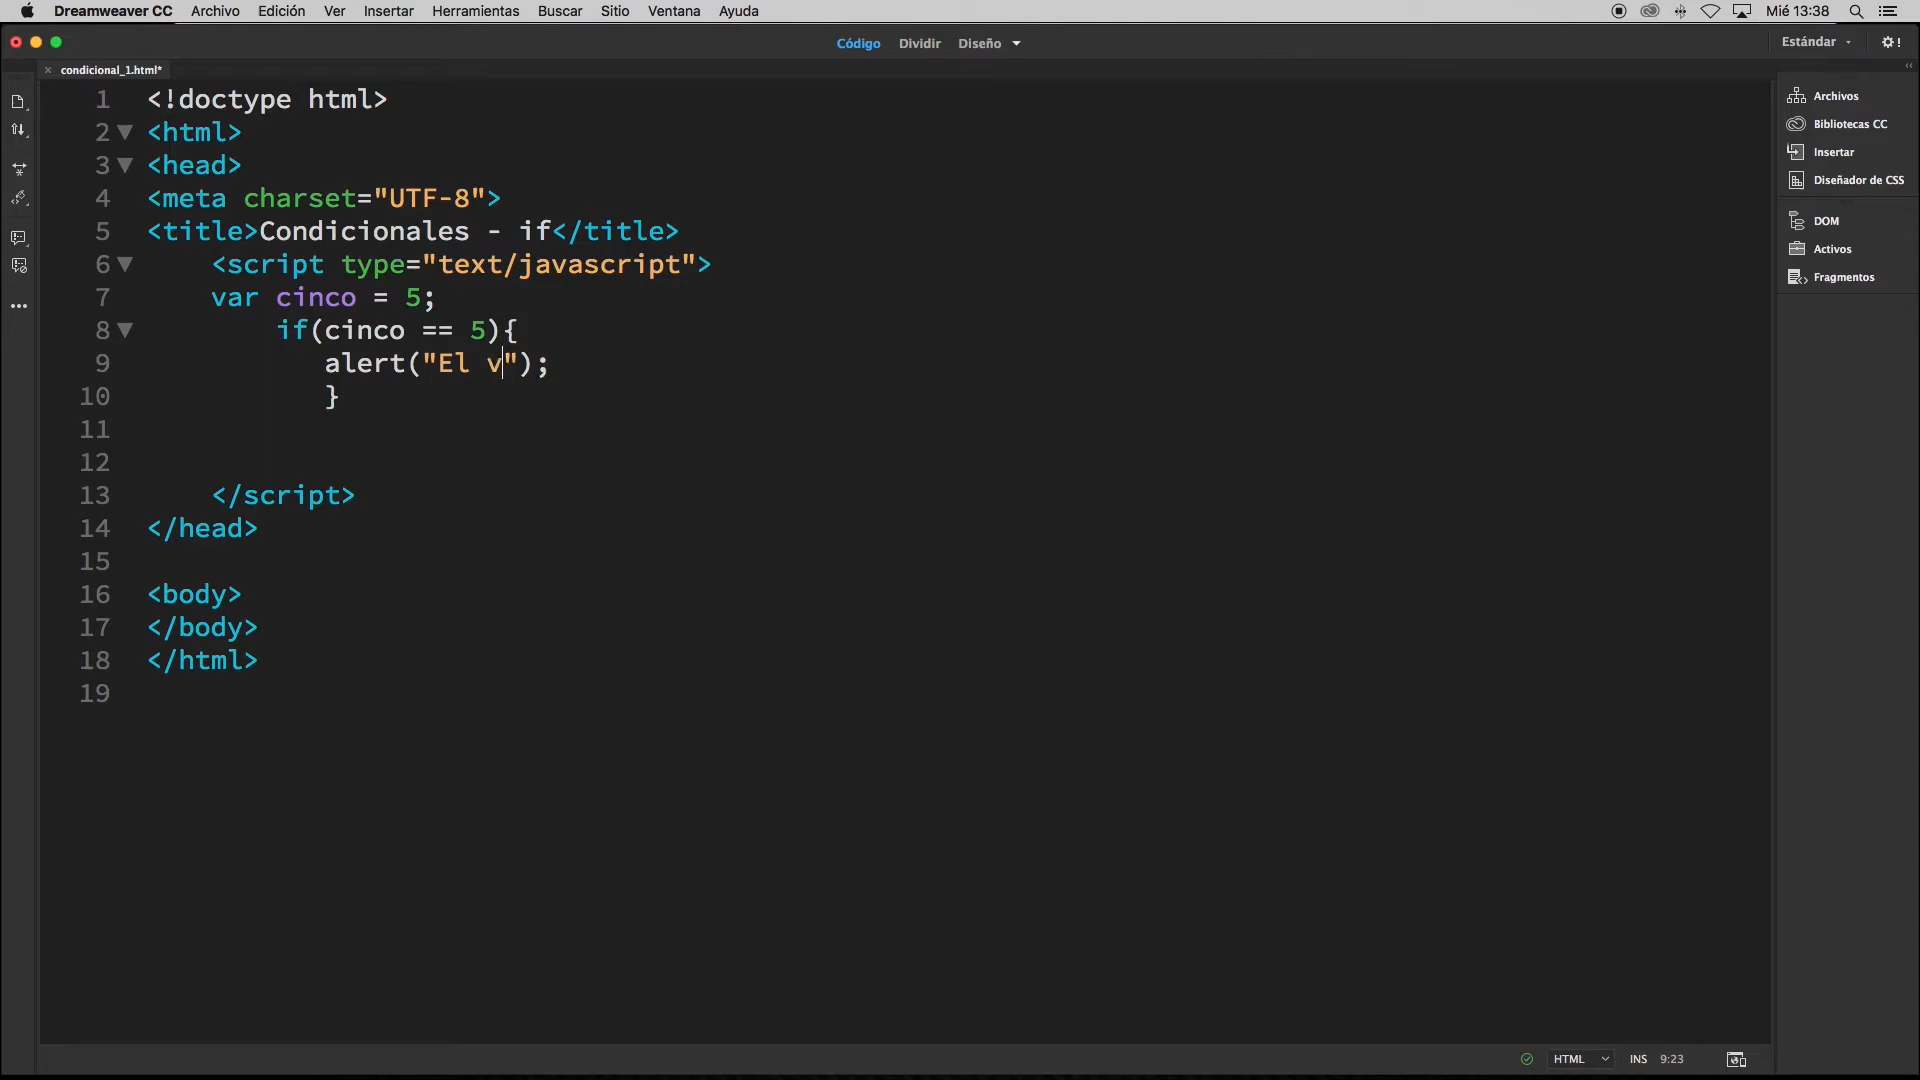 Dreamweaver CC Archivo Edición Ver Insertar Herramientas Buscar Sitio Ventana Ayuda Mié 13:38
Código Dividir Diseño Estándar
condicional_1.html*
1 <!doctype html>
2 <html>
3 <head>
4 <meta charset="UTF-8">
5 <title>Condicionales - if</title>
6 <script type="text/javascript">
7 var cinco = 5;
8 if(cinco == 5){
9 alert("El v");
10 }
11
12
13 </script>
14 </head>
15
16 <body>
17 </body>
18 </html>
19
Archivos
Bibliotecas CC
Insertar
Diseñador de CSS
DOM
Activos
Fragmentos
HTML INS 9:23